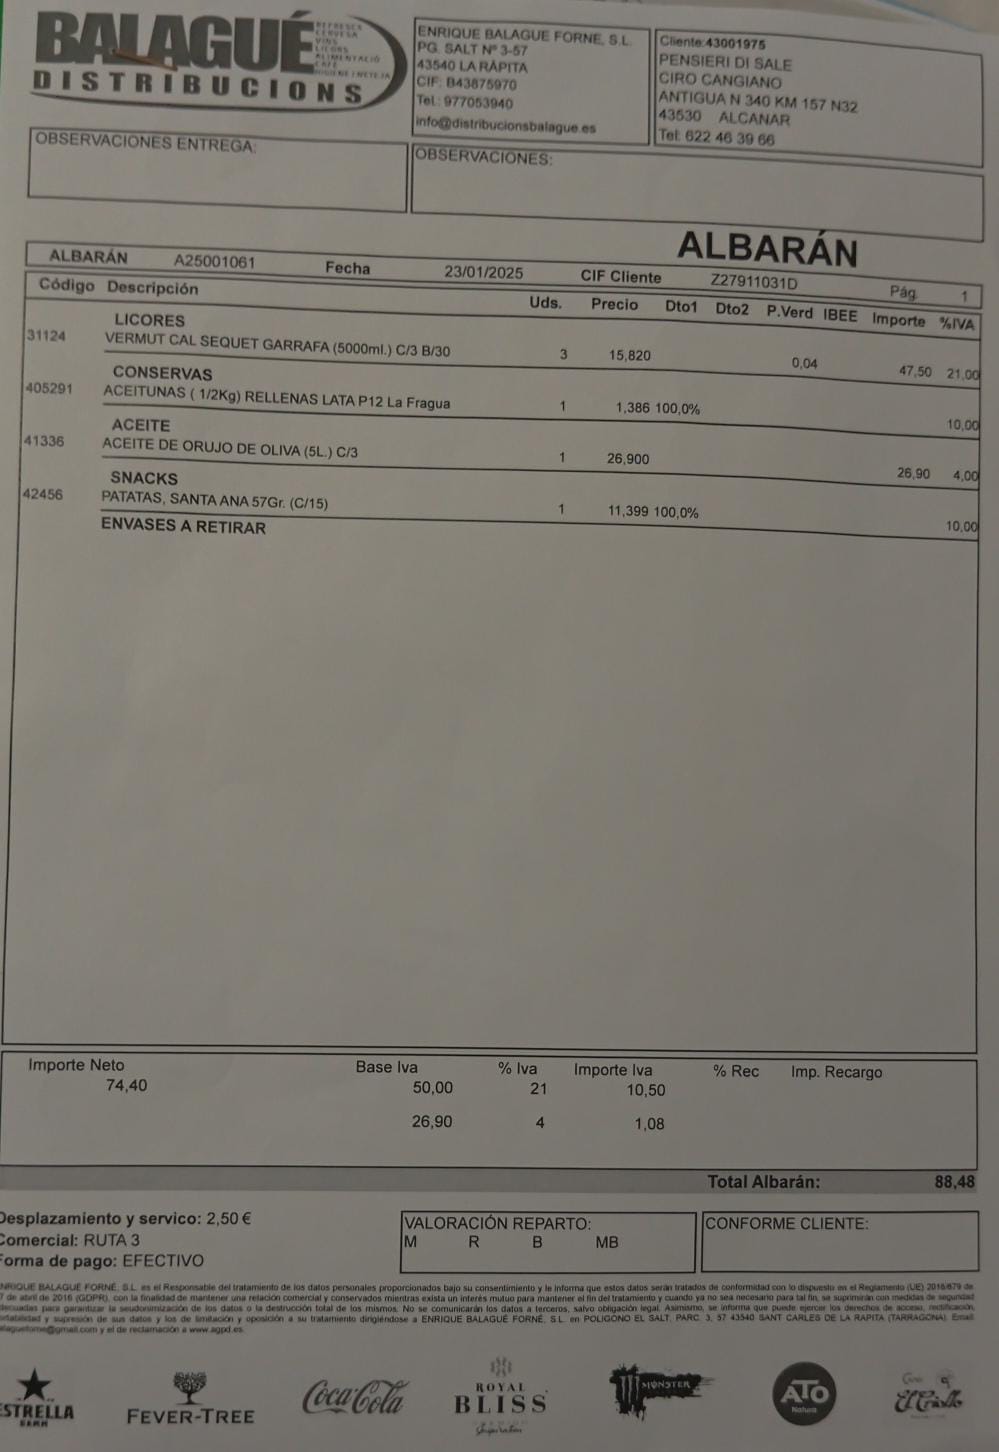 BALAGUÉ
DISTRIBUCIONS
REFRESCS
CERVESA
VINS
LICORS
ALIMENTACIÓ
CAFÈ
HIGIENE I NETEJA
ENRIQUE BALAGUE FORNE, S.L.
PG. SALT Nº 3-57
43540 LA RÀPITA
CIF: B43875970
Tel.: 977053940
info@distribucionsbalague.es
Cliente:43001975
PENSIERI DI SALE
CIRO CANGIANO
ANTIGUA N 340 KM 157 N32
43530 ALCANAR
Tel: 622 46 39 66
OBSERVACIONES ENTREGA:
OBSERVACIONES:
ALBARÁN
ALBARÁN A25001061 Fecha 23/01/2025 CIF Cliente Z27911031D Pág. 1
Código Descripción Uds. Precio Dto1 Dto2 P.Verd IBEE Importe %IVA
LICORES
31124 VERMUT CAL SEQUET GARRAFA (5000ml.) C/3 B/30 3 15,820 0,04 47,50 21,00
CONSERVAS
405291 ACEITUNAS ( 1/2Kg) RELLENAS LATA P12 La Fragua 1 1,386 100,0% 10,00
ACEITE
41336 ACEITE DE ORUJO DE OLIVA (5L.) C/3 1 26,900 26,90 4,00
SNACKS
42456 PATATAS, SANTA ANA 57Gr. (C/15) 1 11,399 100,0% 10,00
ENVASES A RETIRAR
Importe Neto Base Iva % Iva Importe Iva % Rec Imp. Recargo
74,40 50,00 21 10,50
26,90 4 1,08
Total Albarán: 88,48
Desplazamiento y servico: 2,50 €
Comercial: RUTA 3
Forma de pago: EFECTIVO
VALORACIÓN REPARTO:
M R B MB
CONFORME CLIENTE:
ENRIQUE BALAGUÉ FORNÉ, S.L. es el Responsable del tratamiento de los datos personales proporcionados bajo su consentimiento y le informa que estos datos serán tratados de conformidad con lo dispuesto en el Reglamento (UE) 2016/679 de
7 de abril de 2016 (GDPR), con la finalidad de mantener una relación comercial y conservados mientras exista un interés mutuo para mantener el fin del tratamiento y cuando ya no sea necesario para tal fin, se suprimirán con medidas de seguridad
adecuadas para garantizar la seudonimización de los datos o la destrucción total de los mismos. No se comunicarán los datos a terceros, salvo obligación legal. Asimismo, se informa que puede ejercer los derechos de acceso, rectificación,
portabilidad y supresión de sus datos y los de limitación y oposición a su tratamiento dirigiéndose a ENRIQUE BALAGUÉ FORNÉ, S.L. en POLIGONO EL SALT, PARC. 3, 57 43540 SANT CARLES DE LA RAPITA (TARRAGONA). Email:
balagueforne@gmail.com y el de reclamación a www.agpd.es.
ESTRELLA
DAMM
FEVER-TREE
Coca-Cola
ROYAL
BLISS
MONSTER
ATO
Natura
El Criollo